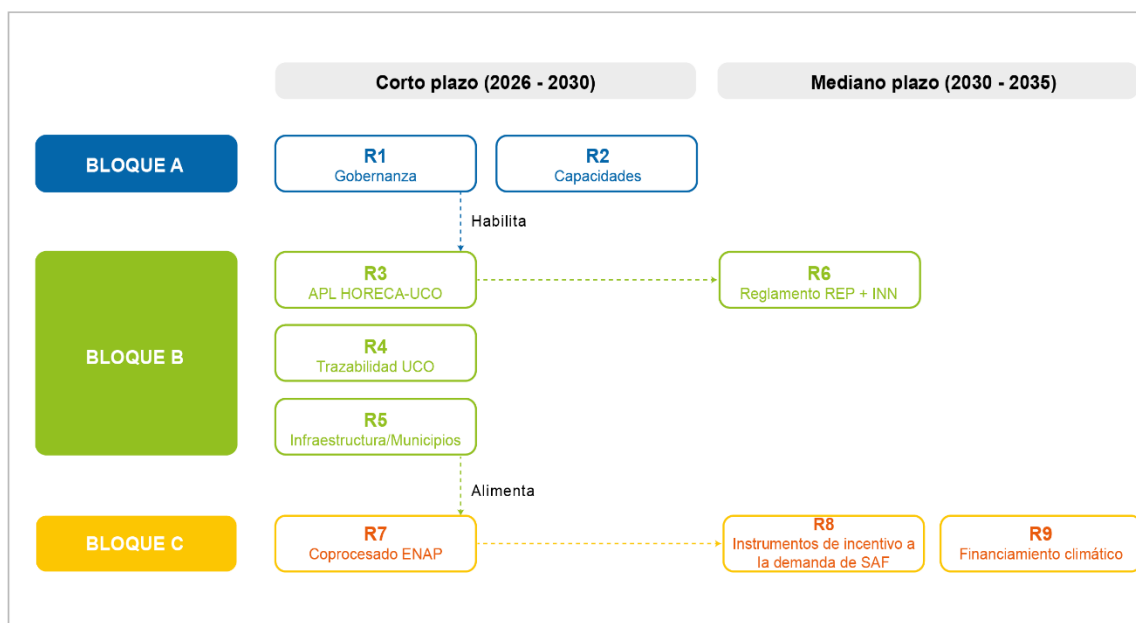 Corto plazo (2026 - 2030)
Mediano plazo (2030 - 2035)
BLOQUE A
R1
Gobernanza
R2
Capacidades
Habilita
BLOQUE B
R3
APL HORECA-UCO
R6
Reglamento REP + INN
R4
Trazabilidad UCO
R5
Infraestructura/Municipios
Alimenta
BLOQUE C
R7
Coprocesado ENAP
R8
Instrumentos de incentivo a
la demanda de SAF
R9
Financiamiento climático